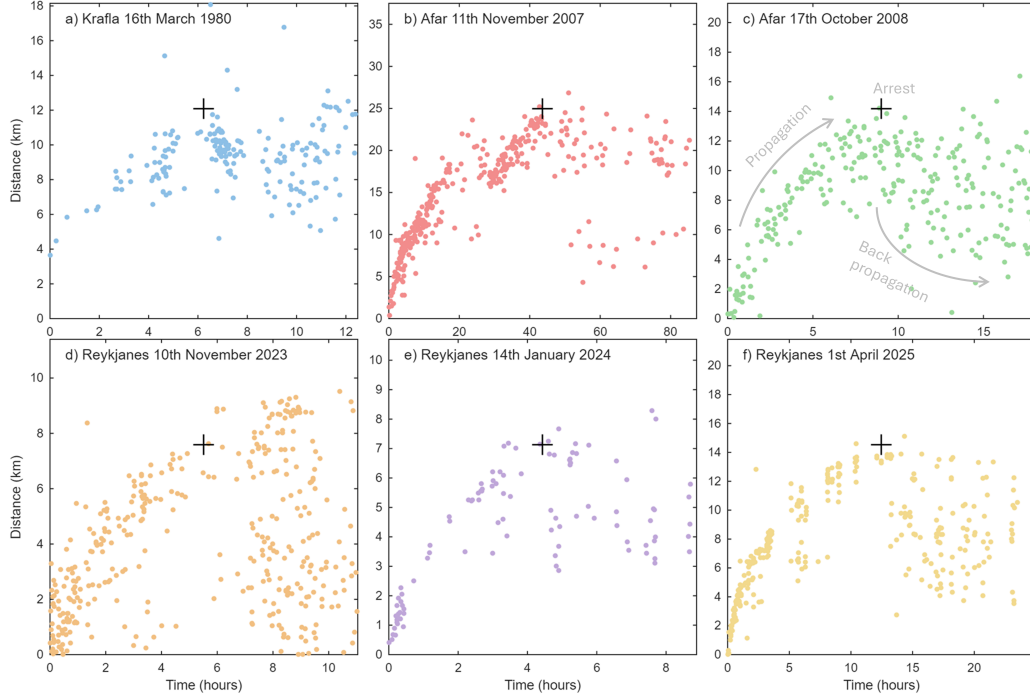 a) Krafla 16th March 1980
18
16
14
12
10
8
6
4
2
0
Distance (km)
0 2 4 6 8 10 12
b) Afar 11th November 2007
35
30
25
20
15
10
5
0
0 20 40 60 80
c) Afar 17th October 2008
20
18
16
14
12
10
8
6
4
2
0
Propagation
Arrest
Back
propagation
0 5 10 15
d) Reykjanes 10th November 2023
10
8
6
4
2
0
Distance (km)
0 2 4 6 8 10
Time (hours)
e) Reykjanes 14th January 2024
10
9
8
7
6
5
4
3
2
1
0
0 2 4 6 8
Time (hours)
f) Reykjanes 1st April 2025
20
18
16
14
12
10
8
6
4
2
0
0 5 10 15 20
Time (hours)